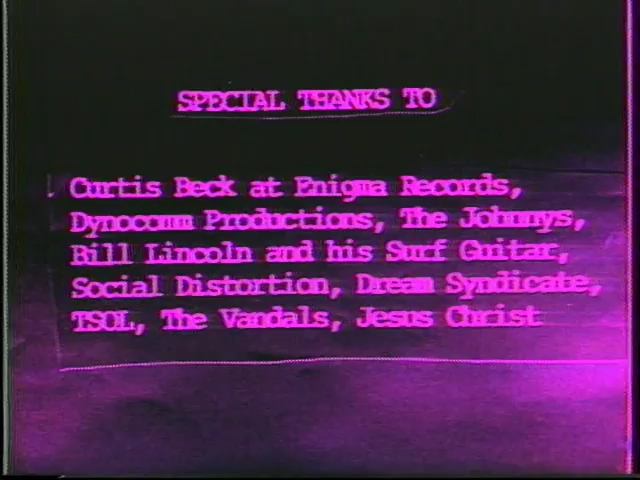 SPECIAL THANKS TO
Curtis Beck at Enigma Records,
Dynocomm Productions, The Johnnys,
Bill Lincoln and his Surf Guitar,
Social Distortion, Dream Syndicate,
TSOL, The Vandals, Jesus Christ